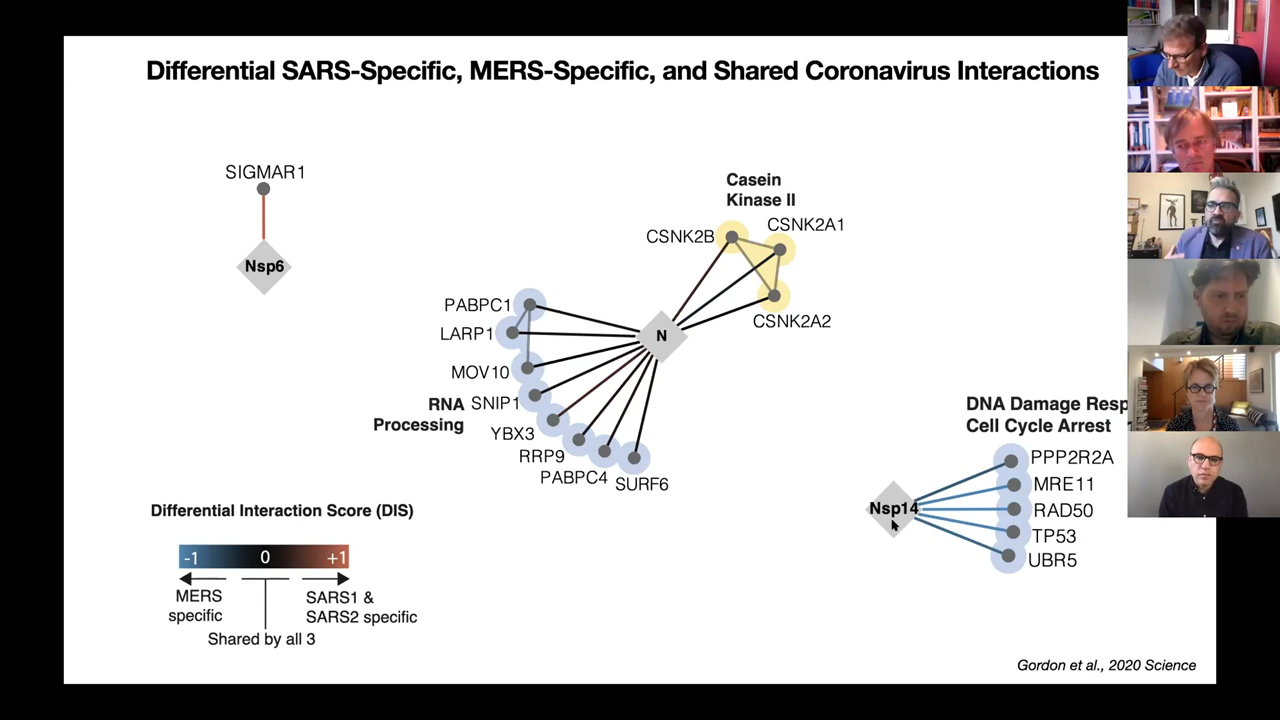 Differential SARS-Specific, MERS-Specific, and Shared Coronavirus Interactions
SIGMAR1
Nsp6
Casein
Kinase II
CSNK2B
CSNK2A1
CSNK2A2
N
PABPC1
LARP1
MOV10
SNIP1
YBX3
RRP9
PABPC4
SURF6
RNA
Processing
DNA Damage Resp
Cell Cycle Arrest
Nsp14
PPP2R2A
MRE11
RAD50
TP53
UBR5
Differential Interaction Score (DIS)
-1 0 +1
MERS
specific
SARS1 &
SARS2 specific
Shared by all 3
Gordon et al., 2020 Science